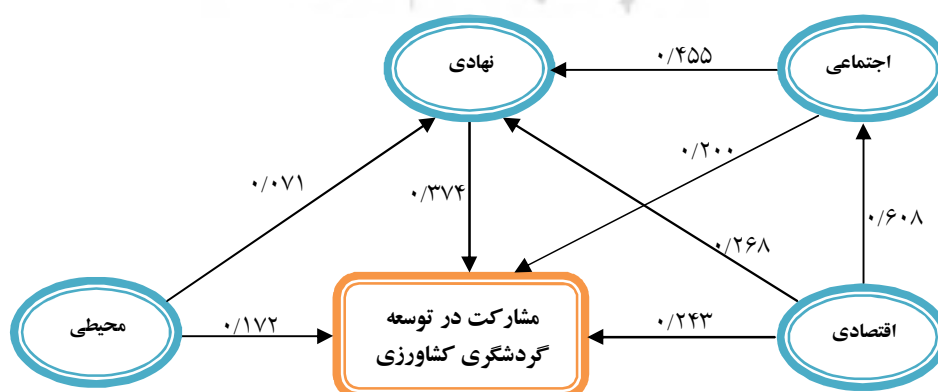 نهادی
اجتماعی
۰/۴۵۵
۰/۲۰۰
۰/۰۷۱
۰/۳۷۴
۰/۶۰۸
۰/۲۶۸
محیطی
۰/۱۷۲
مشارکت در توسعه
گردشگری کشاورزی
۰/۲۴۳
اقتصادی